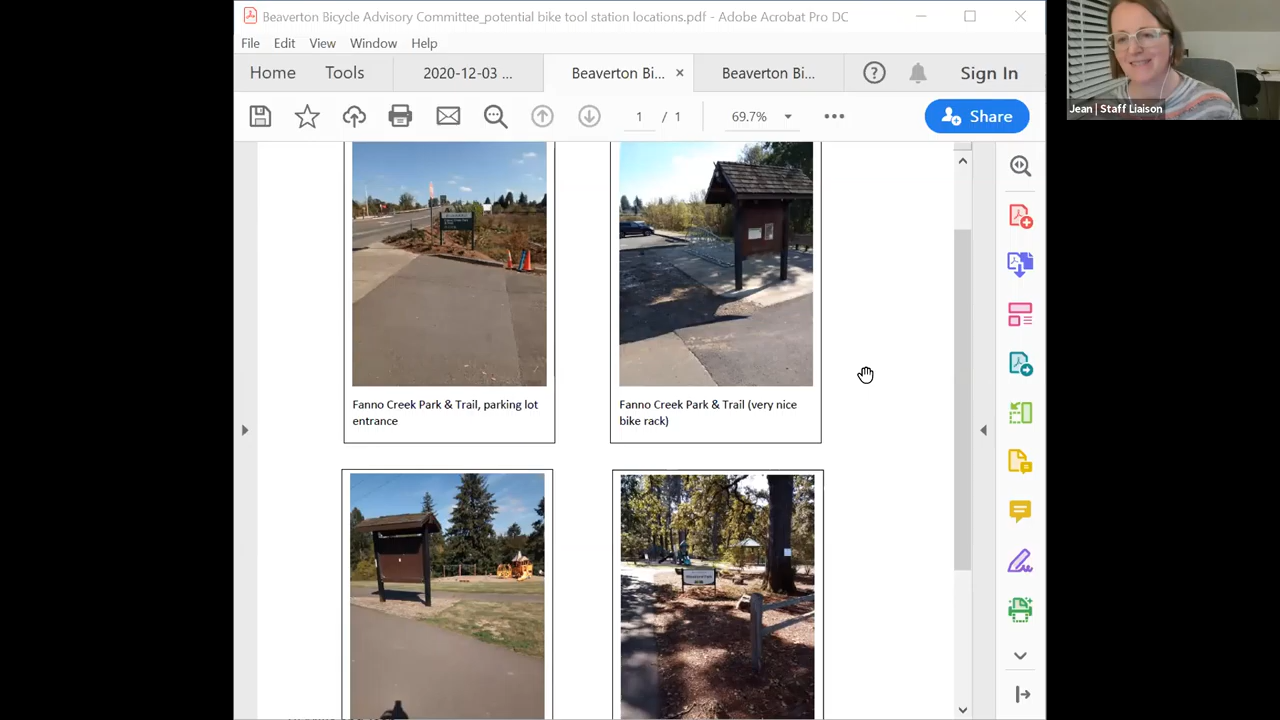 Beaverton Bicycle Advisory Committee_potential bike tool station locations.pdf - Adobe Acrobat Pro DC
File Edit View Window Help
Home Tools 2020-12-03 ... Beaverton Bi... × Beaverton Bi... Sign In
1 / 1 69.7% Share
Jean | Staff Liaison
Fanno Creek Park & Trail, parking lot
entrance
Fanno Creek Park & Trail (very nice
bike rack)